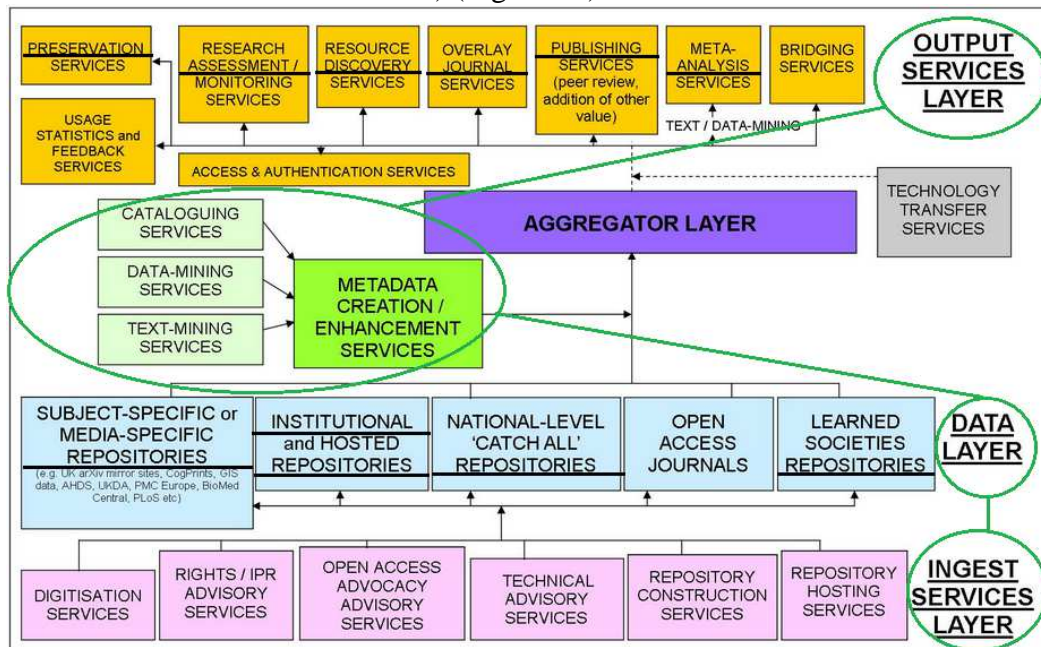 PRESERVATION
SERVICES
RESEARCH
ASSESSMENT /
MONITORING
SERVICES
RESOURCE
DISCOVERY
SERVICES
OVERLAY
JOURNAL
SERVICES
PUBLISHING
SERVICES
(peer review,
addition of other
value)
META-
ANALYSIS
SERVICES
BRIDGING
SERVICES
OUTPUT
SERVICES
LAYER
USAGE
STATISTICS and
FEEDBACK
SERVICES
TEXT / DATA-MINING
ACCESS & AUTHENTICATION SERVICES
TECHNOLOGY
TRANSFER
SERVICES
AGGREGATOR LAYER
CATALOGUING
SERVICES
DATA-MINING
SERVICES
TEXT-MINING
SERVICES
METADATA
CREATION /
ENHANCEMENT
SERVICES
SUBJECT-SPECIFIC or
MEDIA-SPECIFIC
REPOSITORIES
(e.g. UK arXiv mirror sites, CogPrints, GIS
data, AHDS, UKDA, PMC Europe, BioMed
Central, PLoS etc)
INSTITUTIONAL
and HOSTED
REPOSITORIES
NATIONAL-LEVEL
‘CATCH ALL’
REPOSITORIES
OPEN
ACCESS
JOURNALS
LEARNED
SOCIETIES
REPOSITORIES
DATA
LAYER
DIGITISATION
SERVICES
RIGHTS / IPR
ADVISORY
SERVICES
OPEN ACCESS
ADVOCACY
ADVISORY
SERVICES
TECHNICAL
ADVISORY
SERVICES
REPOSITORY
CONSTRUCTION
SERVICES
REPOSITORY
HOSTING
SERVICES
INGEST
SERVICES
LAYER